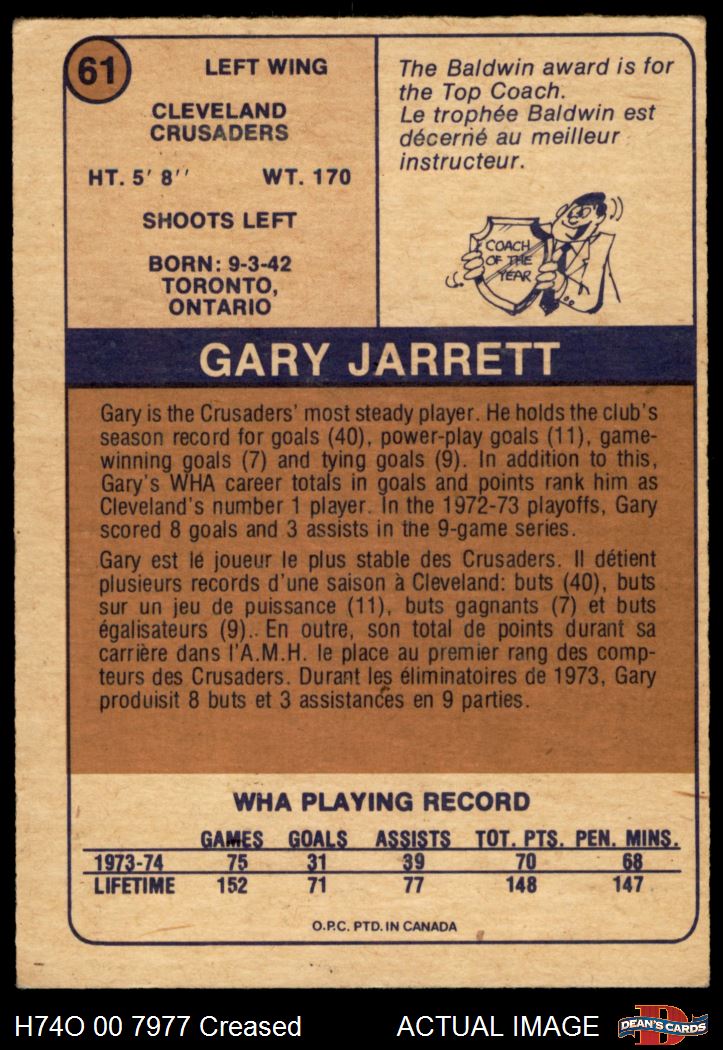 61
LEFT WING
CLEVELAND
CRUSADERS
HT. 5' 8'' WT. 170
SHOOTS LEFT
BORN: 9-3-42
TORONTO,
ONTARIO
The Baldwin award is for
the Top Coach.
Le trophée Baldwin est
décerné au meilleur
instructeur.
COACH
OF THE
YEAR
GARY JARRETT
Gary is the Crusaders' most steady player. He holds the club's
season record for goals (40), power-play goals (11), game-
winning goals (7) and tying goals (9). In addition to this,
Gary's WHA career totals in goals and points rank him as
Cleveland's number 1 player. In the 1972-73 playoffs, Gary
scored 8 goals and 3 assists in the 9-game series.
Gary est le joueur le plus stable des Crusaders. Il détient
plusieurs records d'une saison à Cleveland: buts (40), buts
sur un jeu de puissance (11), buts gagnants (7) et buts
égalisateurs (9). En outre, son total de points durant sa
carrière dans l'A.M.H. le place au premier rang des comp-
teurs des Crusaders. Durant les éliminatoires de 1973, Gary
produisit 8 buts et 3 assistances en 9 parties.
WHA PLAYING RECORD
GAMES GOALS ASSISTS TOT. PTS. PEN. MINS.
1973-74 75 31 39 70 68
LIFETIME 152 71 77 148 147
O.P.C. PTD. IN CANADA
H74O 00 7977 Creased ACTUAL IMAGE
D
DEAN'S CARDS